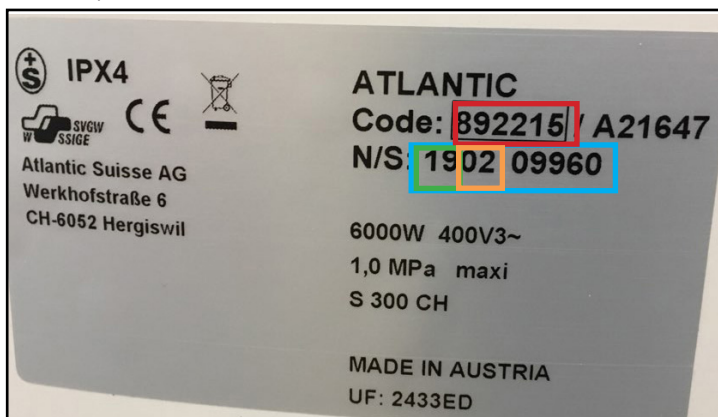 +
S
IPX4
SVGW
W SSIGE
CE
Atlantic Suisse AG
Werkhofstraße 6
CH-6052 Hergiswil
ATLANTIC
Code: 892215 / A21647
N/S: 1902 09960
6000W 400V3~
1,0 MPa maxi
S 300 CH
MADE IN AUSTRIA
UF: 2433ED